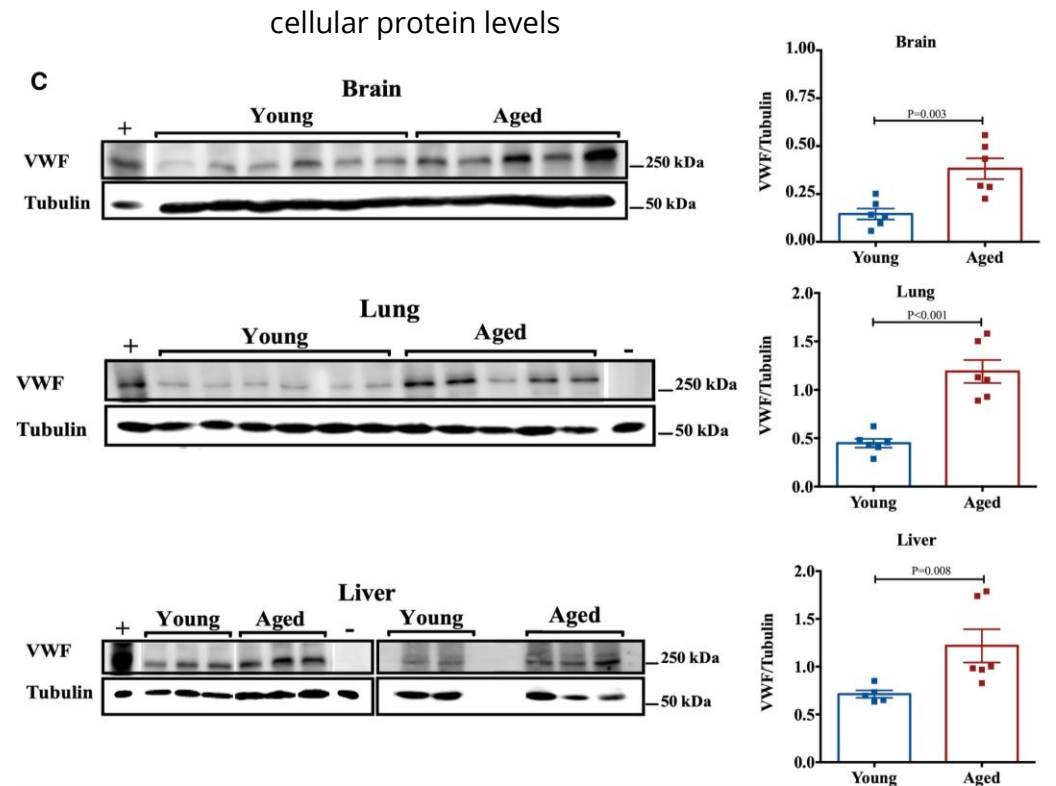 cellular protein levels
C
Brain
Young Aged
+
VWF
250 kDa
Tubulin
50 kDa
Brain
1.00
0.75
0.50
0.25
0.00
VWF/Tubulin
P=0.003
Young Aged
Lung
Young Aged
+ -
VWF
250 kDa
Tubulin
50 kDa
Lung
2.0
1.5
1.0
0.5
0.0
VWF/Tubulin
P<0.001
Young Aged
Liver
Young Aged Young Aged
+ -
VWF
250 kDa
Tubulin
50 kDa
Liver
2.0
1.5
1.0
0.5
0.0
VWF/Tubulin
P=0.008
Young Aged